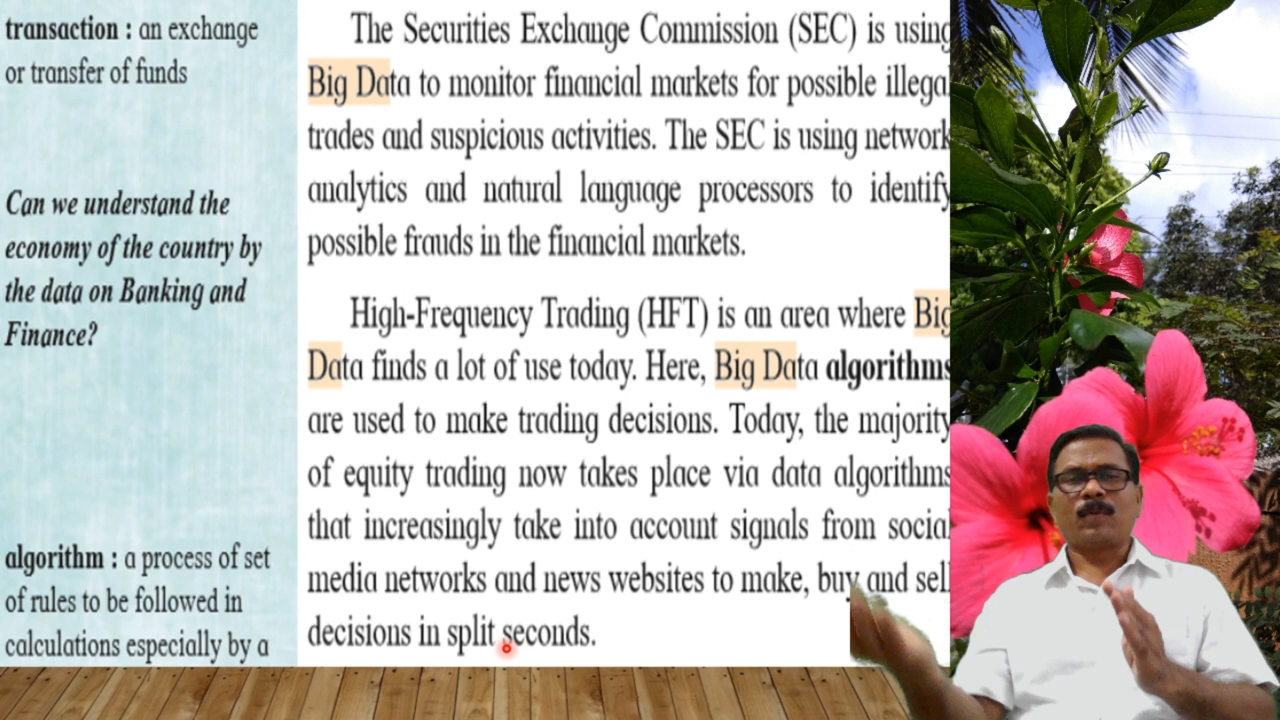 transaction : an exchange
or transfer of funds
Can we understand the
economy of the country by
the data on Banking and
Finance?
algorithm : a process of set
of rules to be followed in
calculations especially by a
The Securities Exchange Commission (SEC) is using
Big Data to monitor financial markets for possible illega
trades and suspicious activities. The SEC is using network
analytics and natural language processors to identify
possible frauds in the financial markets.
High-Frequency Trading (HFT) is an area where Big
Data finds a lot of use today. Here, Big Data algorithms
are used to make trading decisions. Today, the majority
of equity trading now takes place via data algorithms
that increasingly take into account signals from social
media networks and news websites to make, buy and sell
decisions in split seconds.